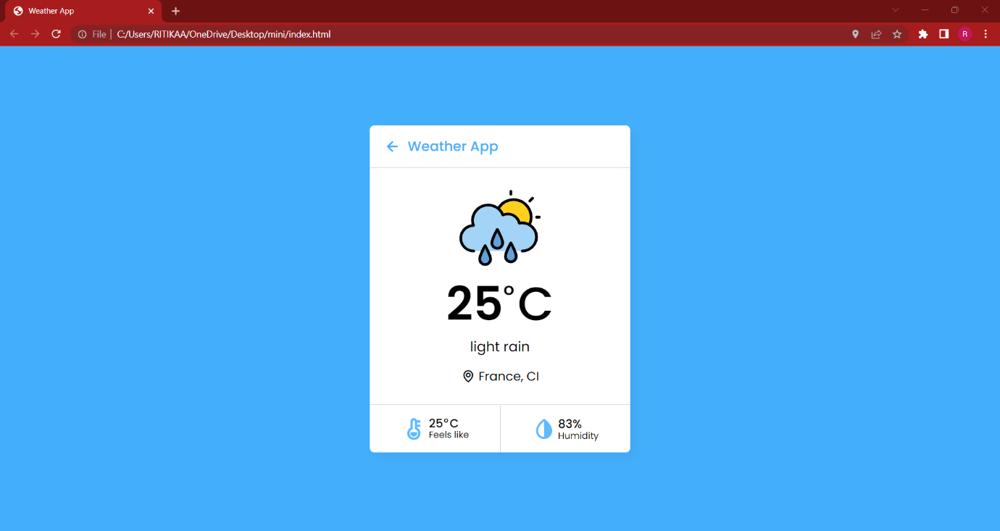 Weather App
File | C:/Users/RITIKAA/OneDrive/Desktop/mini/index.html
R
Weather App
25°C
light rain
France, CI
25°C
Feels like
83%
Humidity